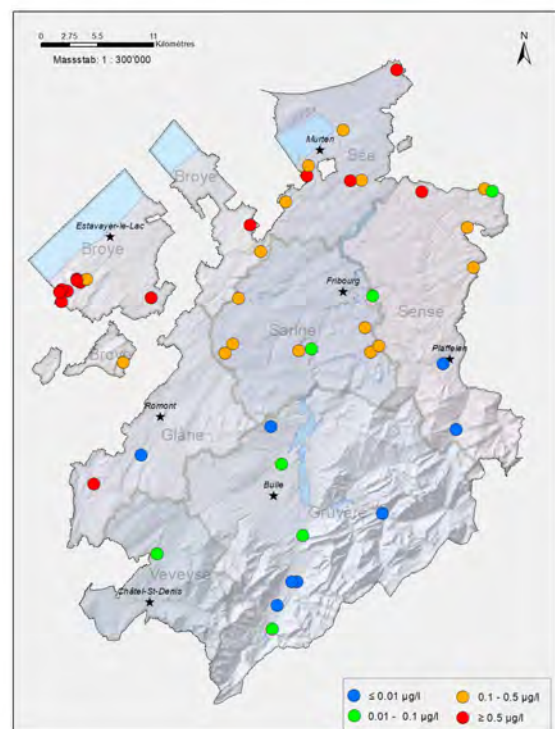 0 2.75 5.5 11
Kilomètres
Massstab: 1 : 300'000
N
Murten
See
Broye
Estavayer-le-Lac
Broye
Fribourg
Sense
Sarine
Plaffeien
Broye
Romont
Glâne
Bulle
Gruyère
Veveyse
Châtel-St-Denis
≤ 0.01 µg/l
0.1 - 0.5 µg/l
0.01 - 0.1 µg/l
≥ 0.5 µg/l